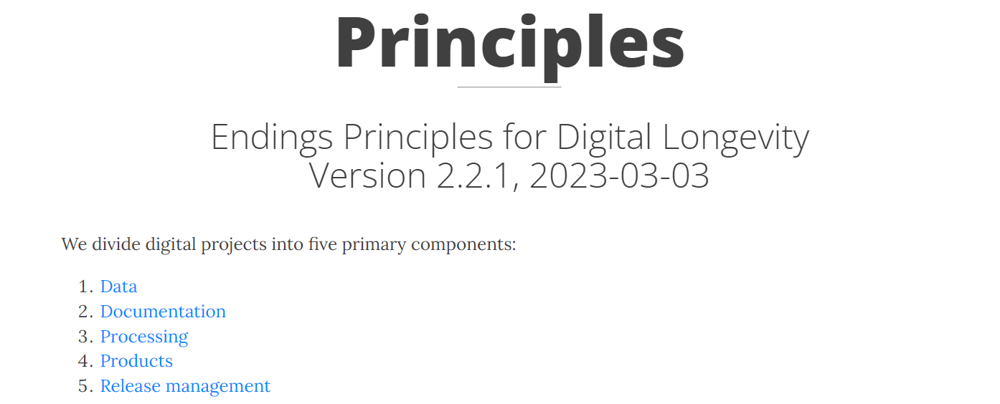 Principles
Endings Principles for Digital Longevity
Version 2.2.1, 2023-03-03
We divide digital projects into five primary components:
1. Data
2. Documentation
3. Processing
4. Products
5. Release management